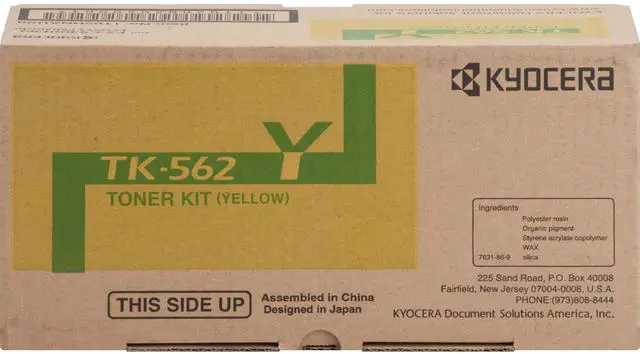 KYOCERA
TK-562 Y
TONER KIT (YELLOW)
Ingredients
Polyester resin
Organic pigment
Styrene acrylate copolymer
WAX
7631-86-9 silica
225 Sand Road, P.O. Box 40008
Fairfield, New Jersey 07004-0008, U.S.A.
PHONE:(973)808-8444
KYOCERA Document Solutions America, Inc.
THIS SIDE UP
Assembled in China
Designed in Japan